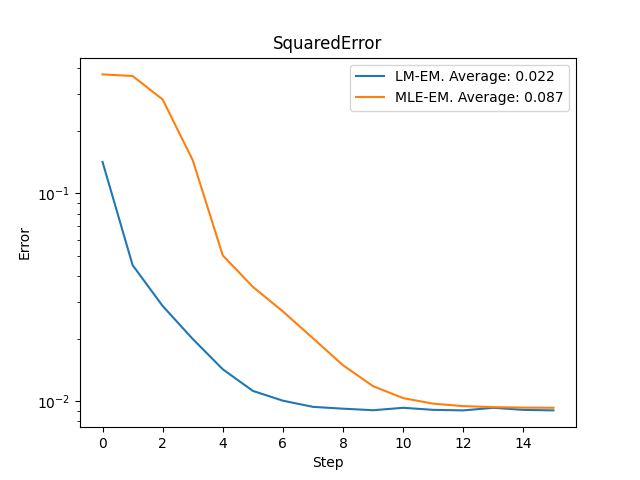 SquaredError
LM-EM. Average: 0.022
MLE-EM. Average: 0.087
10⁻¹
10⁻²
Error
0 2 4 6 8 10 12 14
Step